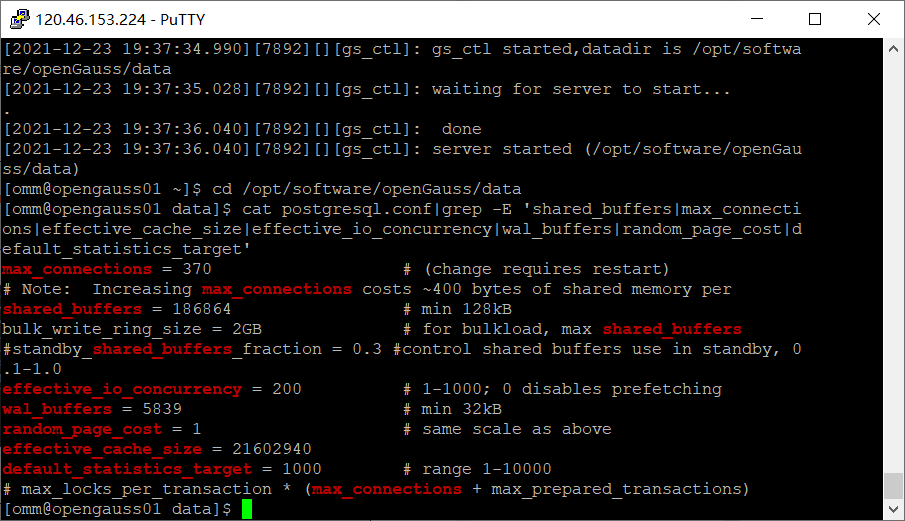 120.46.153.224 - PuTTY
[2021-12-23 19:37:34.990][7892][][gs_ctl]: gs_ctl started,datadir is /opt/softwa
re/openGauss/data
[2021-12-23 19:37:35.028][7892][][gs_ctl]: waiting for server to start...
.
[2021-12-23 19:37:36.040][7892][][gs_ctl]:  done
[2021-12-23 19:37:36.040][7892][][gs_ctl]: server started (/opt/software/openGau
ss/data)
[omm@opengauss01 ~]$ cd /opt/software/openGauss/data
[omm@opengauss01 data]$ cat postgresql.conf|grep -E 'shared_buffers|max_connecti
ons|effective_cache_size|effective_io_concurrency|wal_buffers|random_page_cost|d
efault_statistics_target'
max_connections = 370                   # (change requires restart)
# Note:  Increasing max_connections costs ~400 bytes of shared memory per
shared_buffers = 186864                 # min 128kB
bulk_write_ring_size = 2GB              # for bulkload, max shared_buffers
#standby_shared_buffers_fraction = 0.3 #control shared buffers use in standby, 0
.1-1.0
effective_io_concurrency = 200          # 1-1000; 0 disables prefetching
wal_buffers = 5839                      # min 32kB
random_page_cost = 1                    # same scale as above
effective_cache_size = 21602940
default_statistics_target = 1000        # range 1-10000
# max_locks_per_transaction * (max_connections + max_prepared_transactions)
[omm@opengauss01 data]$